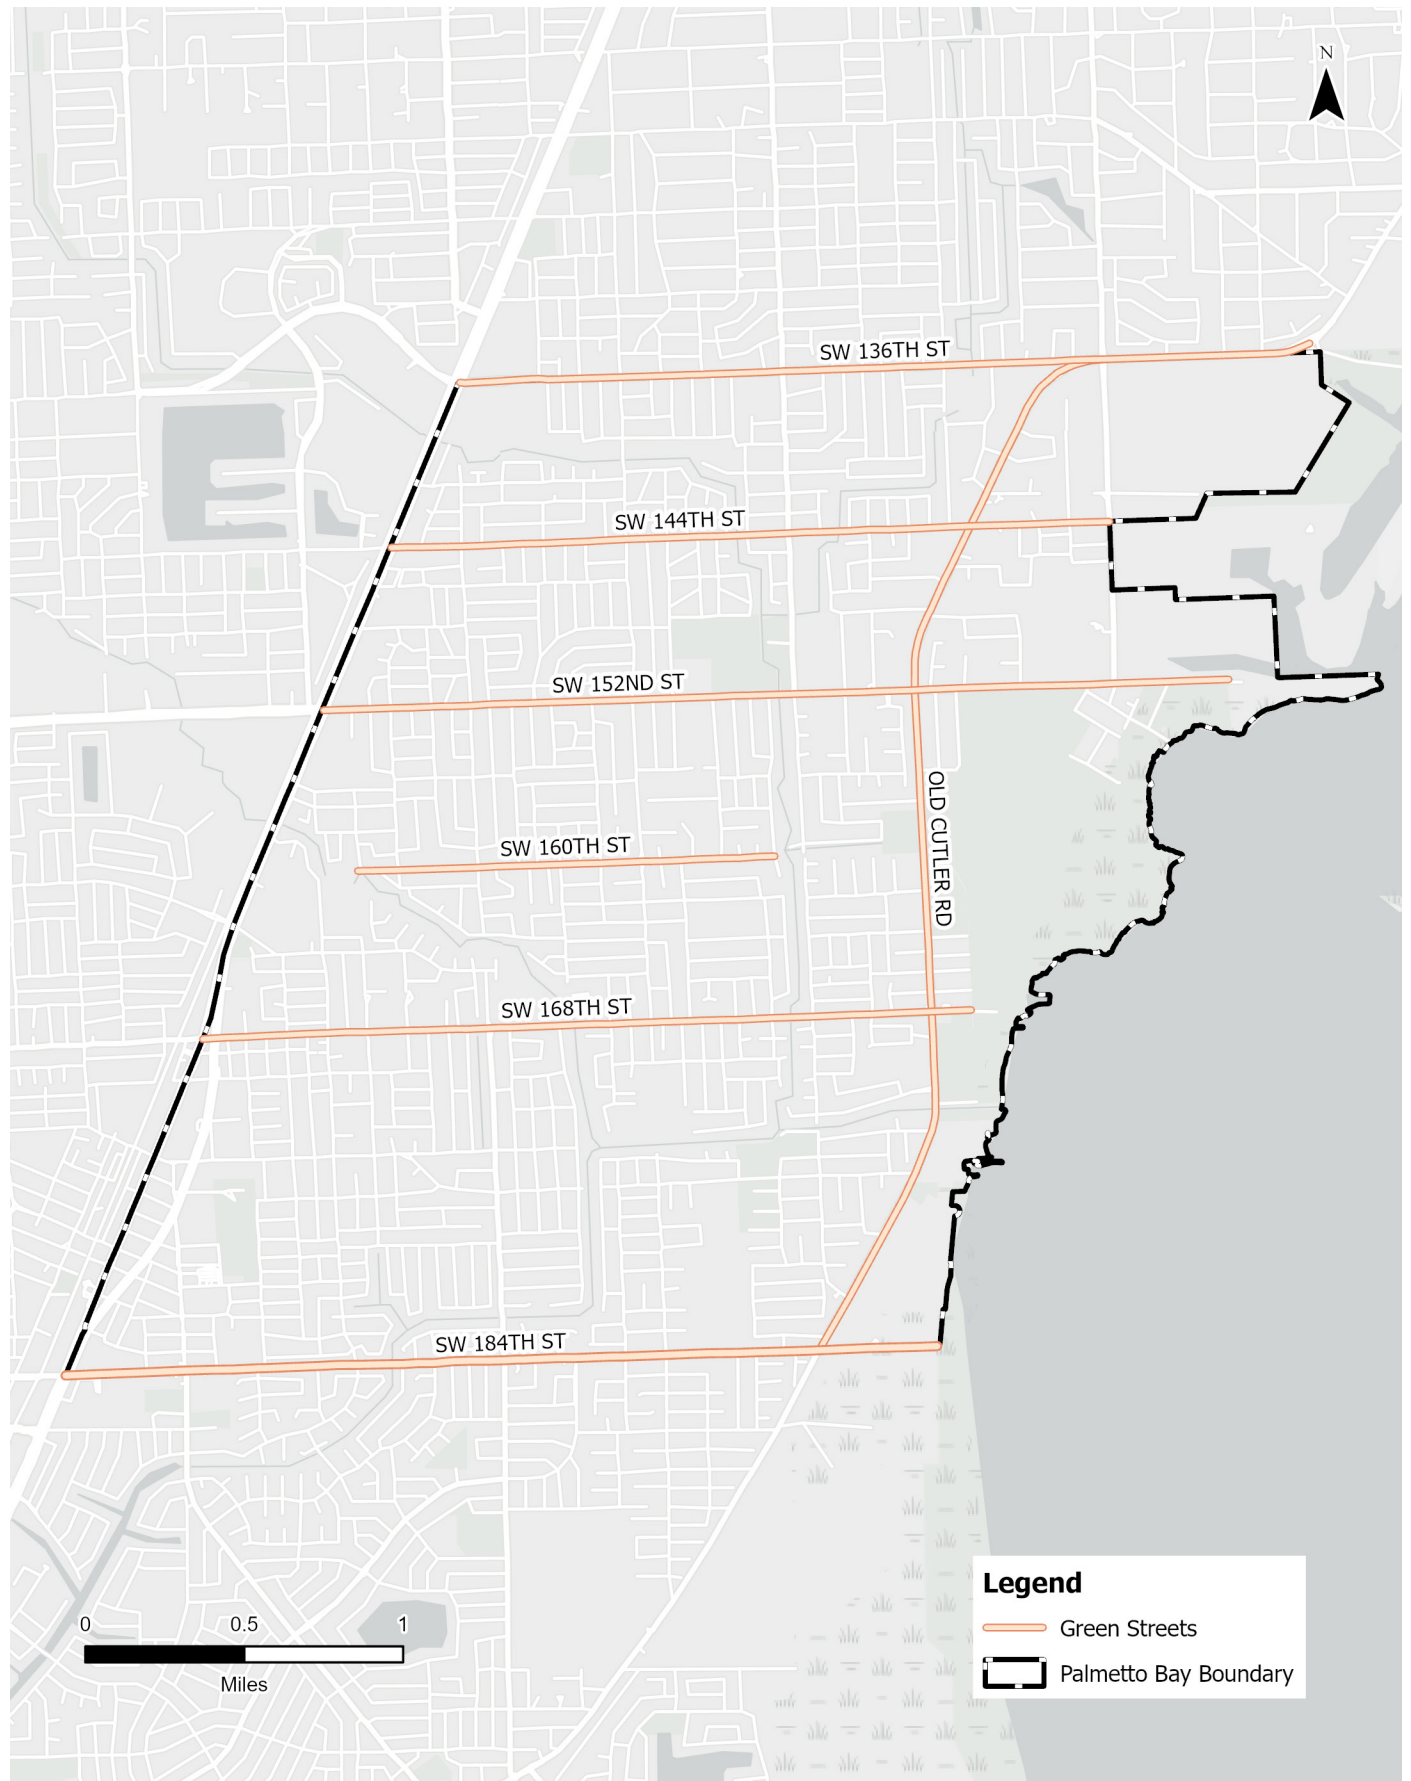 N
SW 136TH ST
SW 144TH ST
SW 152ND ST
OLD CUTLER RD
SW 160TH ST
SW 168TH ST
SW 184TH ST
Legend
Green Streets
Palmetto Bay Boundary
0 0.5 1
Miles